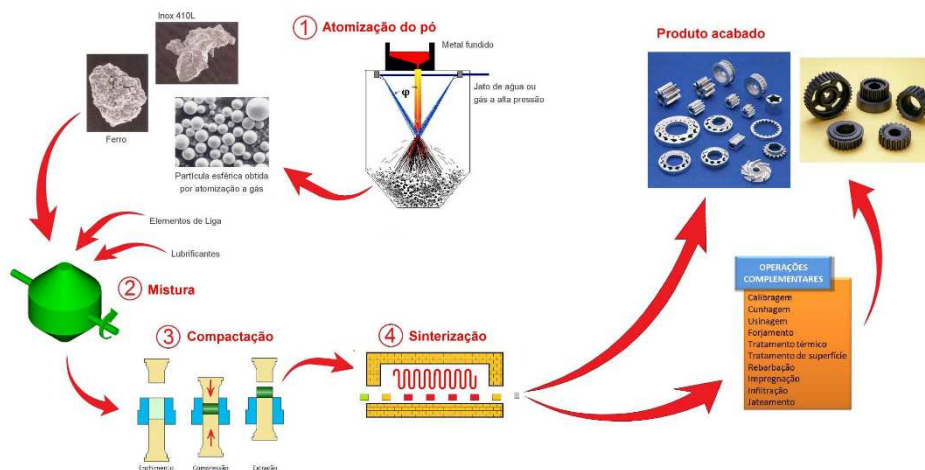 Inox 410L
Ferro
1 Atomização do pó
Metal fundido
Jato de água ou
gás a alta pressão
φ
Partícula esférica obtida
por atomização a gás
Elementos de Liga
Lubrificantes
2 Mistura
3 Compactação
Enchimento
Compressão
Extração
4 Sinterização
Produto acabado
OPERAÇÕES
COMPLEMENTARES
Calibragem
Cunhagem
Usinagem
Forjamento
Tratamento térmico
Tratamento de superfície
Rebarbação
Impregnação
Infiltração
Jateamento